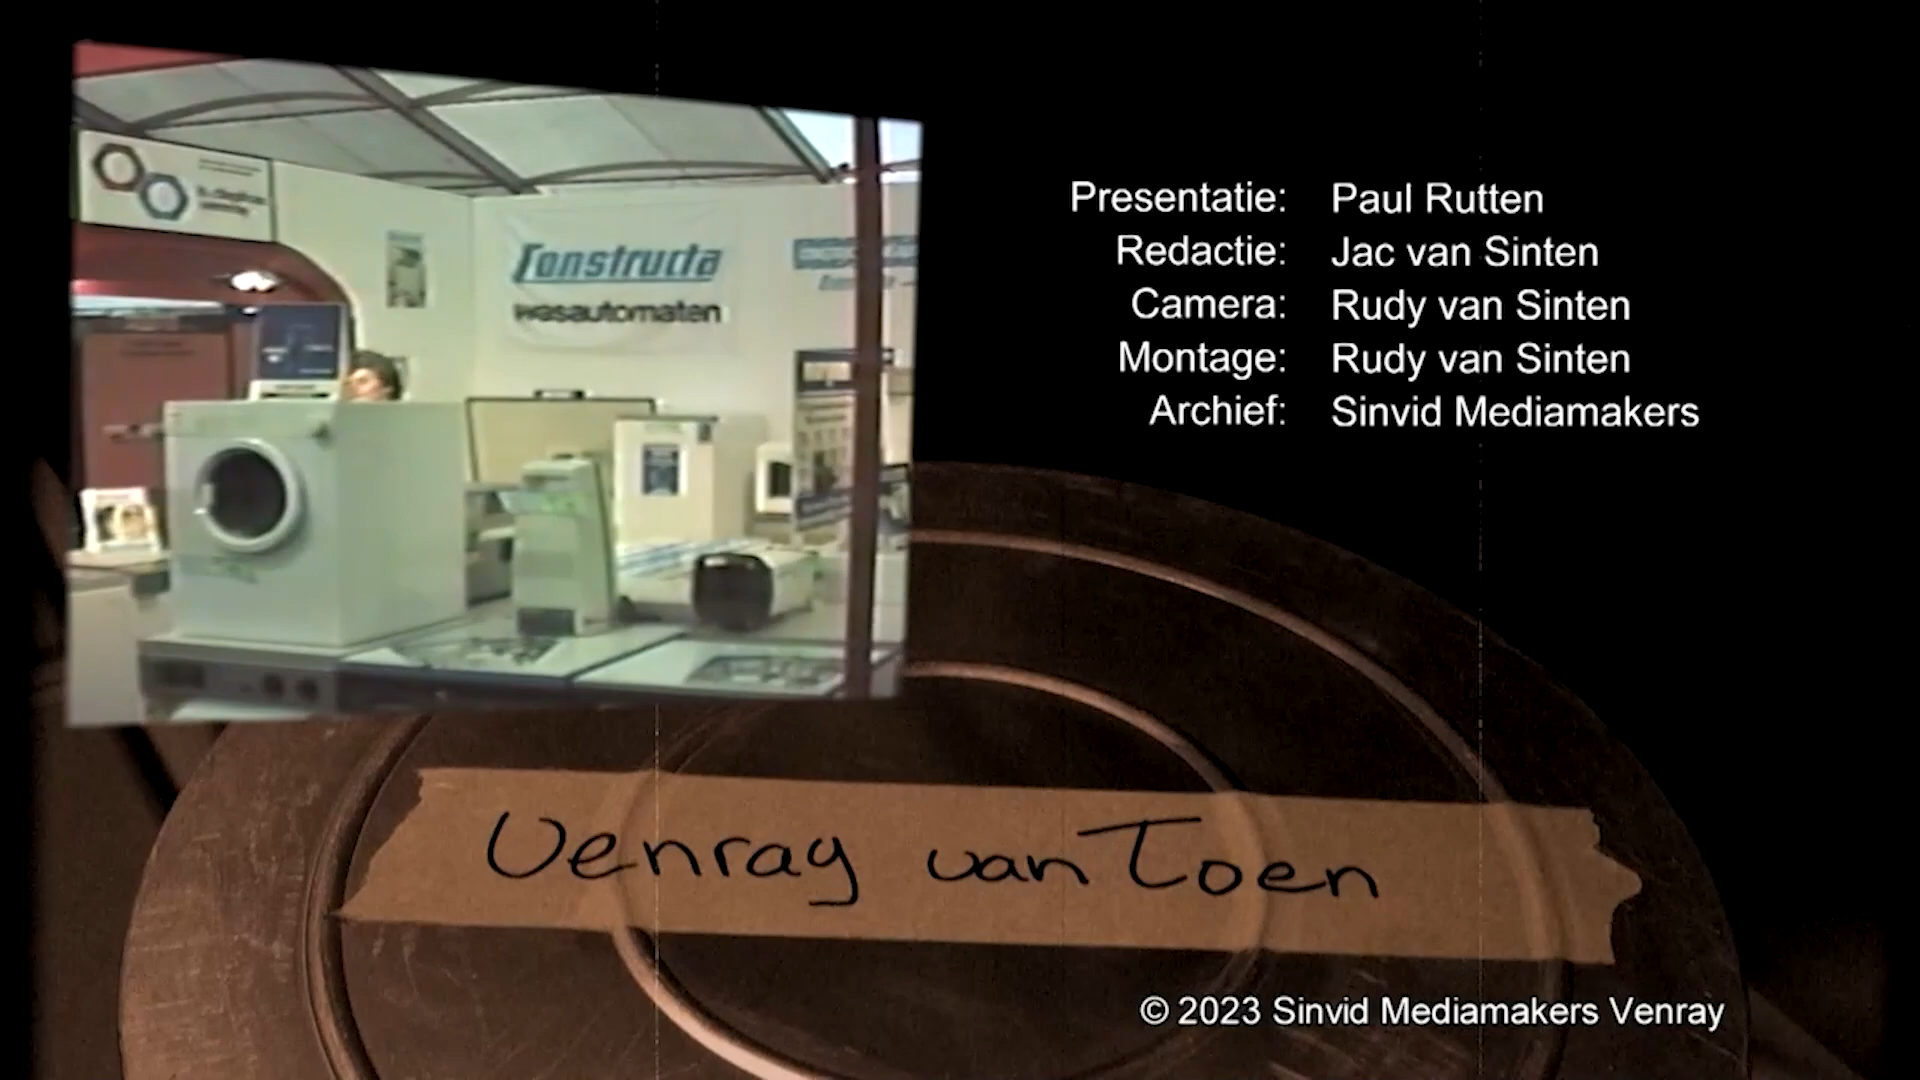 Constructa
wasautomaten
Presentatie: Paul Rutten
Redactie: Jac van Sinten
Camera: Rudy van Sinten
Montage: Rudy van Sinten
Archief: Sinvid Mediamakers
Venray van Toen
© 2023 Sinvid Mediamakers Venray